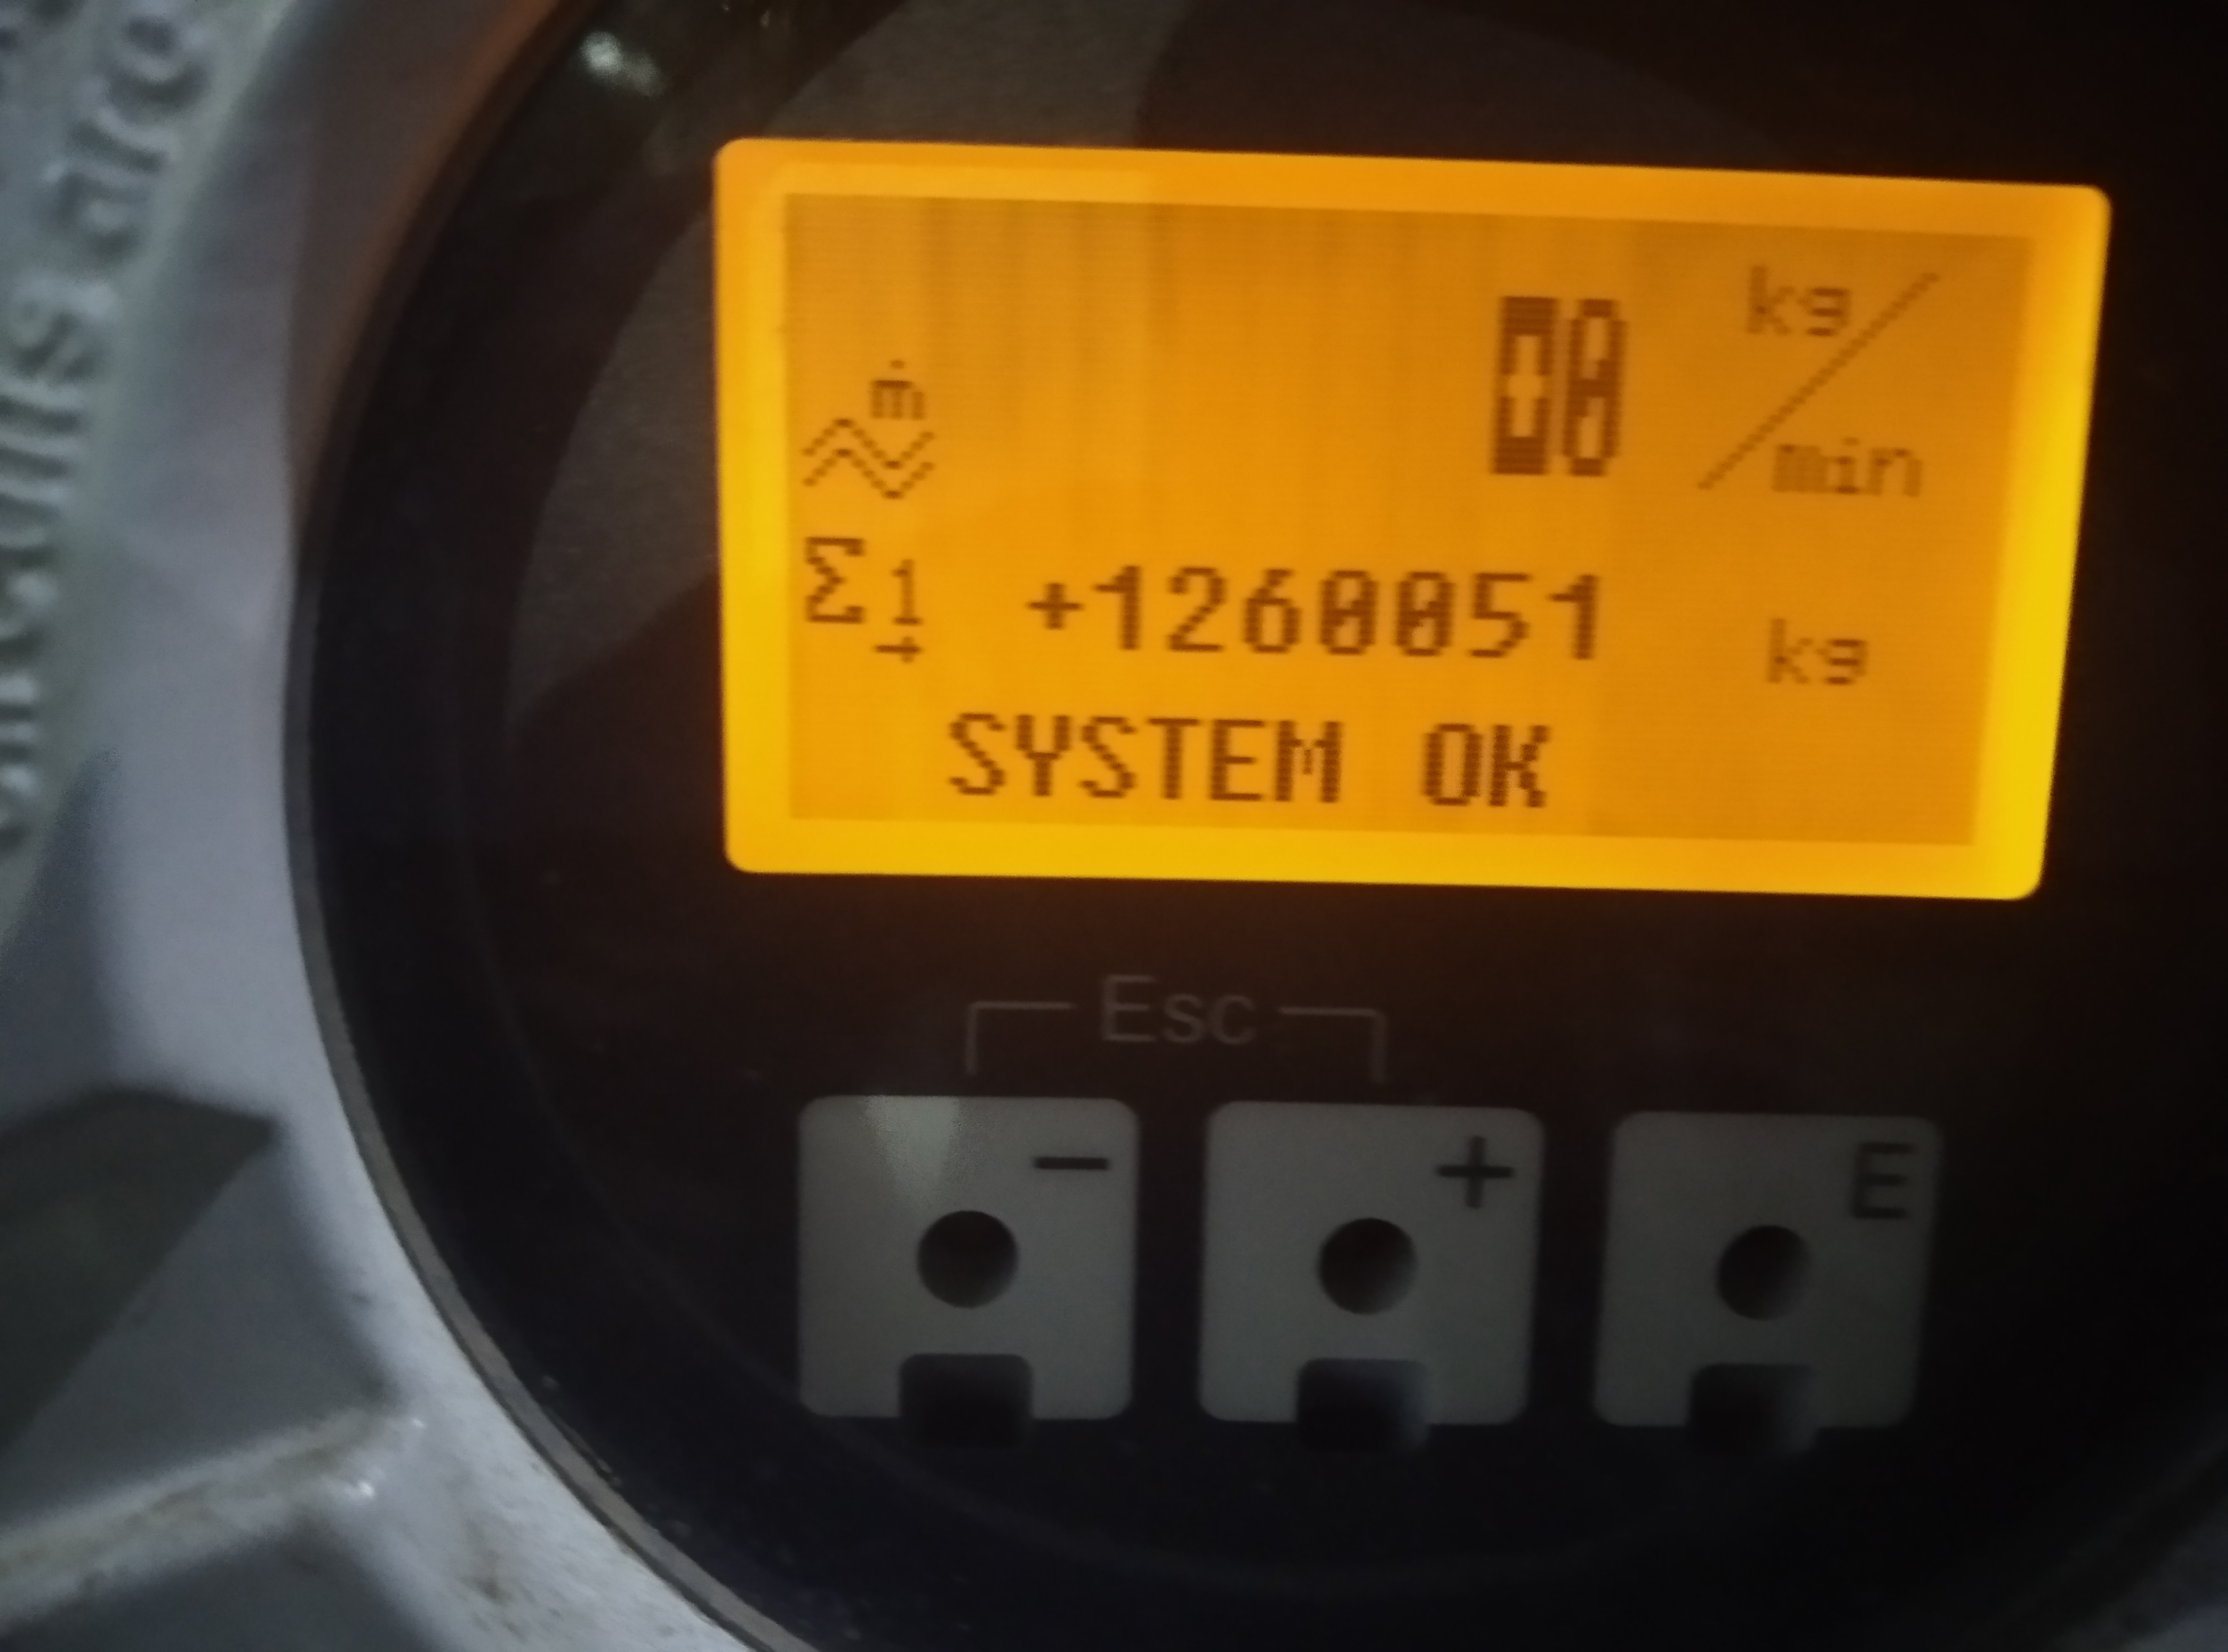 ṁ kg/min
Σ1 +1260051 kg
+
SYSTEM OK
Esc
- + E